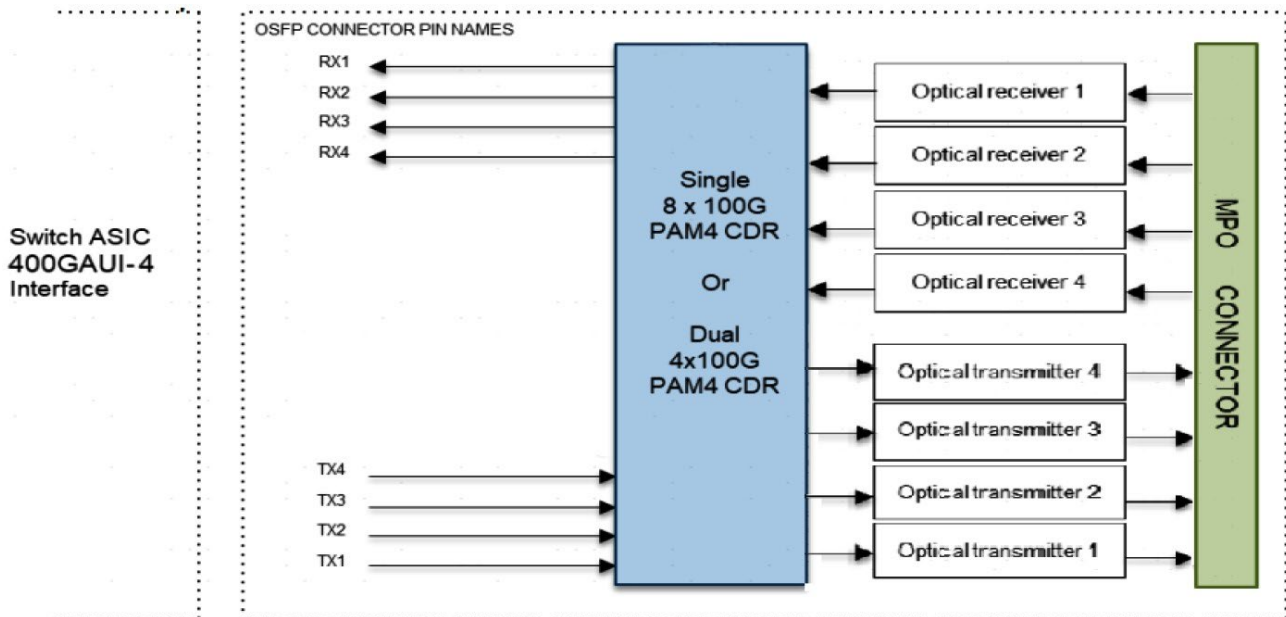 OSFP CONNECTOR PIN NAMES
RX1
RX2
RX3
RX4
Switch ASIC
400GAUI-4
Interface
TX4
TX3
TX2
TX1
Single
8 x 100G
PAM4 CDR
Or
Dual
4x100G
PAM4 CDR
Optical receiver 1
Optical receiver 2
Optical receiver 3
Optical receiver 4
Optical transmitter 4
Optical transmitter 3
Optical transmitter 2
Optical transmitter 1
MPO CONNECTOR